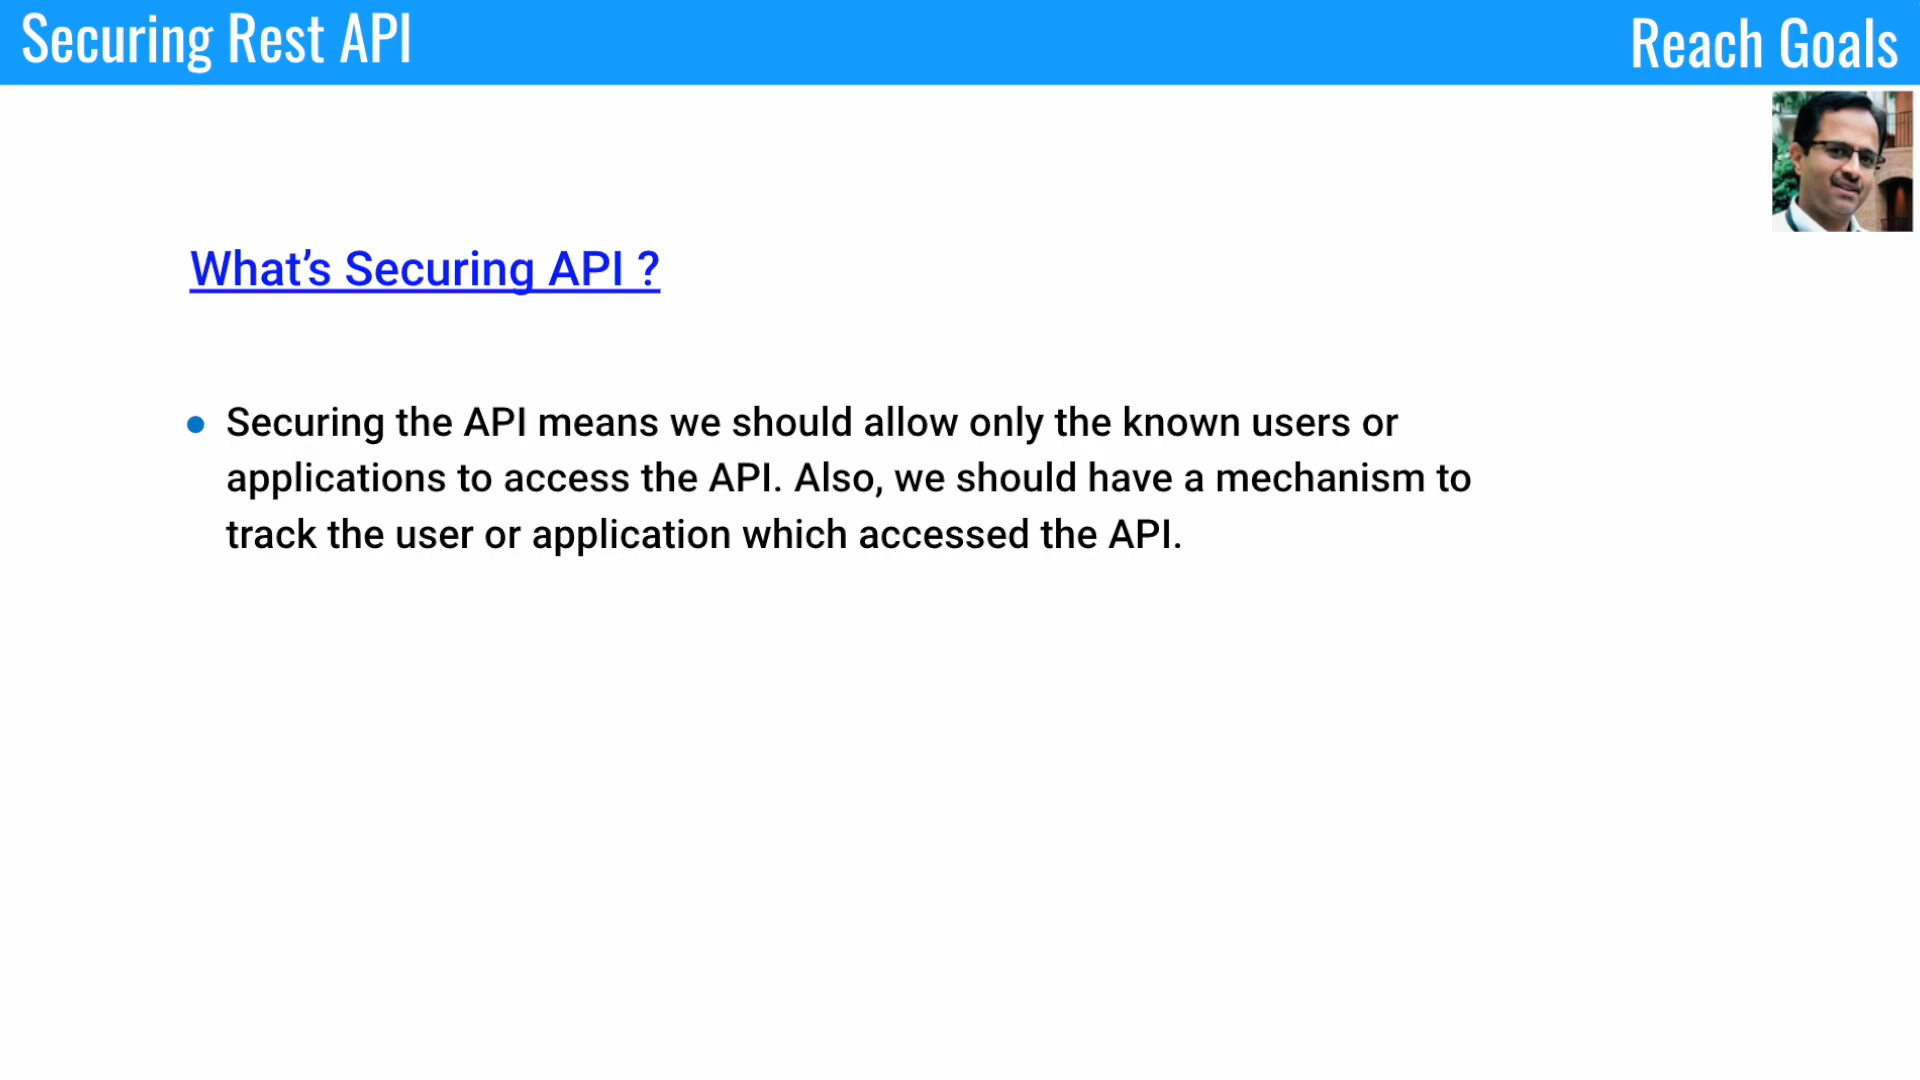 Securing Rest API
Reach Goals
What’s Securing API ?
• Securing the API means we should allow only the known users or
applications to access the API. Also, we should have a mechanism to
track the user or application which accessed the API.